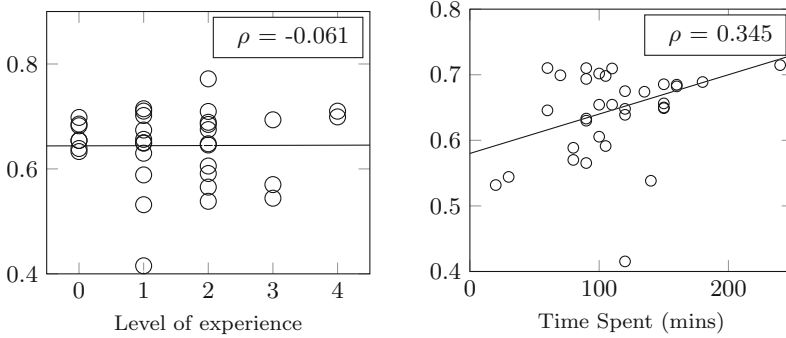 ρ = -0.061
0.8
0.6
0.4
0 1 2 3 4
Level of experience
ρ = 0.345
0.8
0.7
0.6
0.5
0.4
0 100 200
Time Spent (mins)